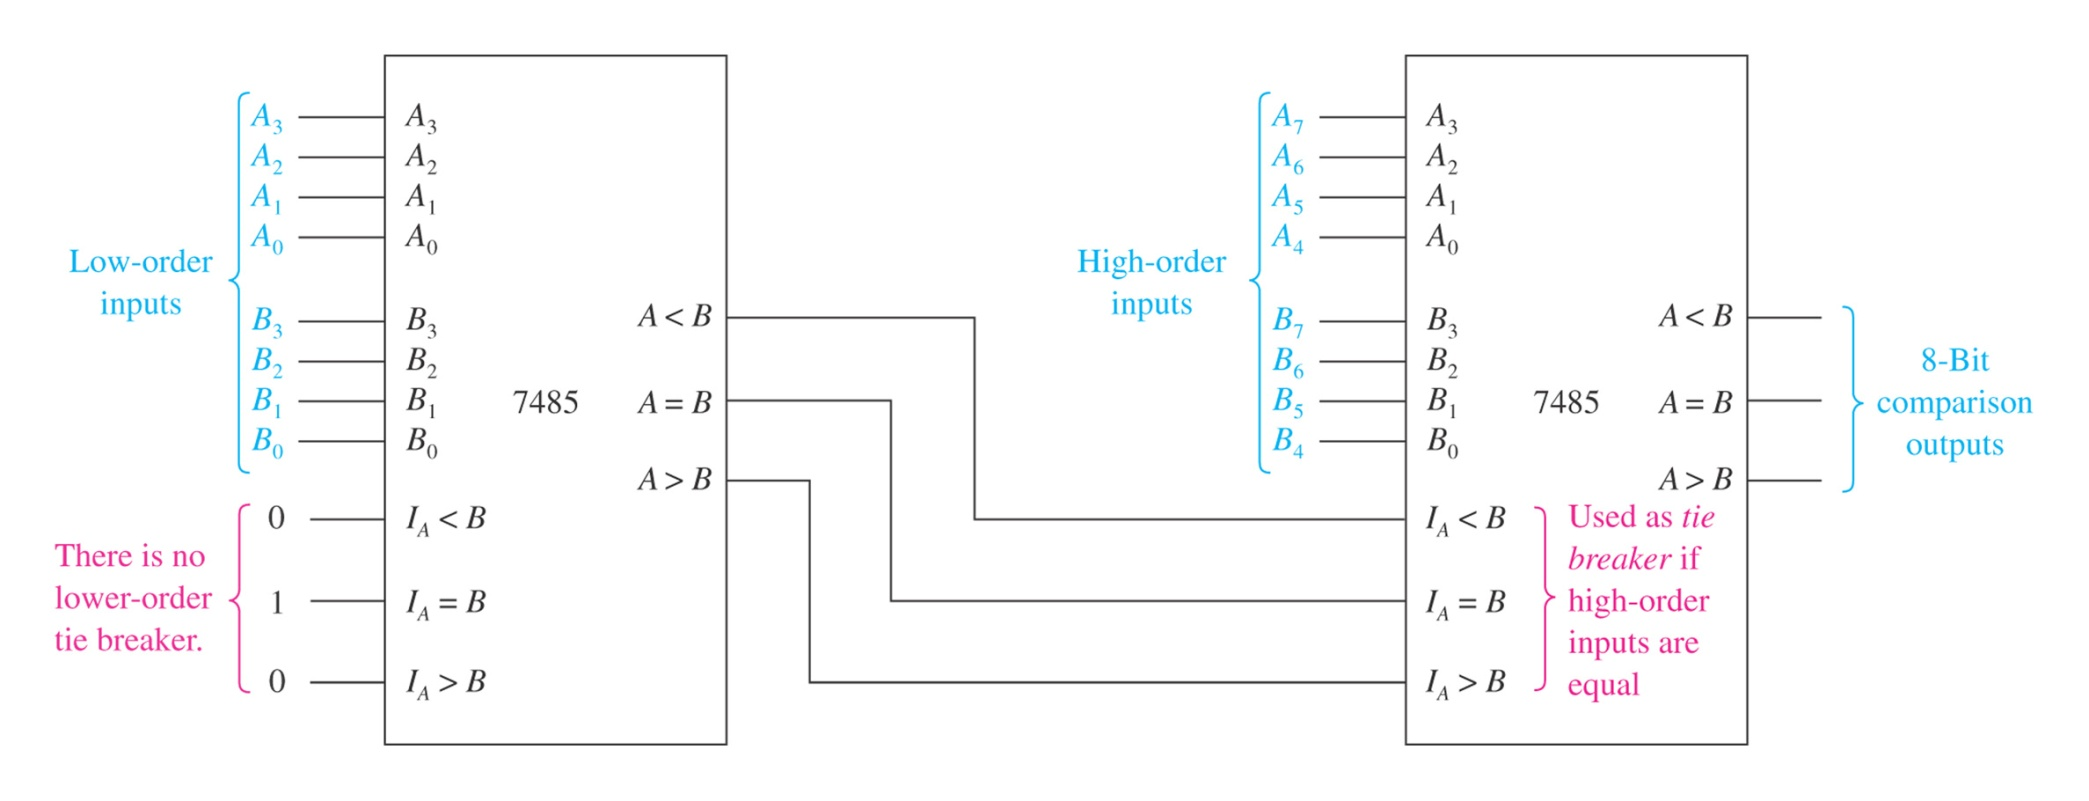 A₃ A₃
A₂ A₂
A₁ A₁
A₀ A₀
Low-order
inputs
B₃ B₃
B₂ B₂
B₁ B₁
B₀ B₀
7485
A < B
A = B
A > B
There is no
lower-order
tie breaker.
0 I_A < B
1 I_A = B
0 I_A > B
A₇ A₃
A₆ A₂
A₅ A₁
A₄ A₀
High-order
inputs
B₇ B₃
B₆ B₂
B₅ B₁
B₄ B₀
7485
A < B
A = B
A > B
8-Bit
comparison
outputs
I_A < B
I_A = B
I_A > B
Used as tie
breaker if
high-order
inputs are
equal